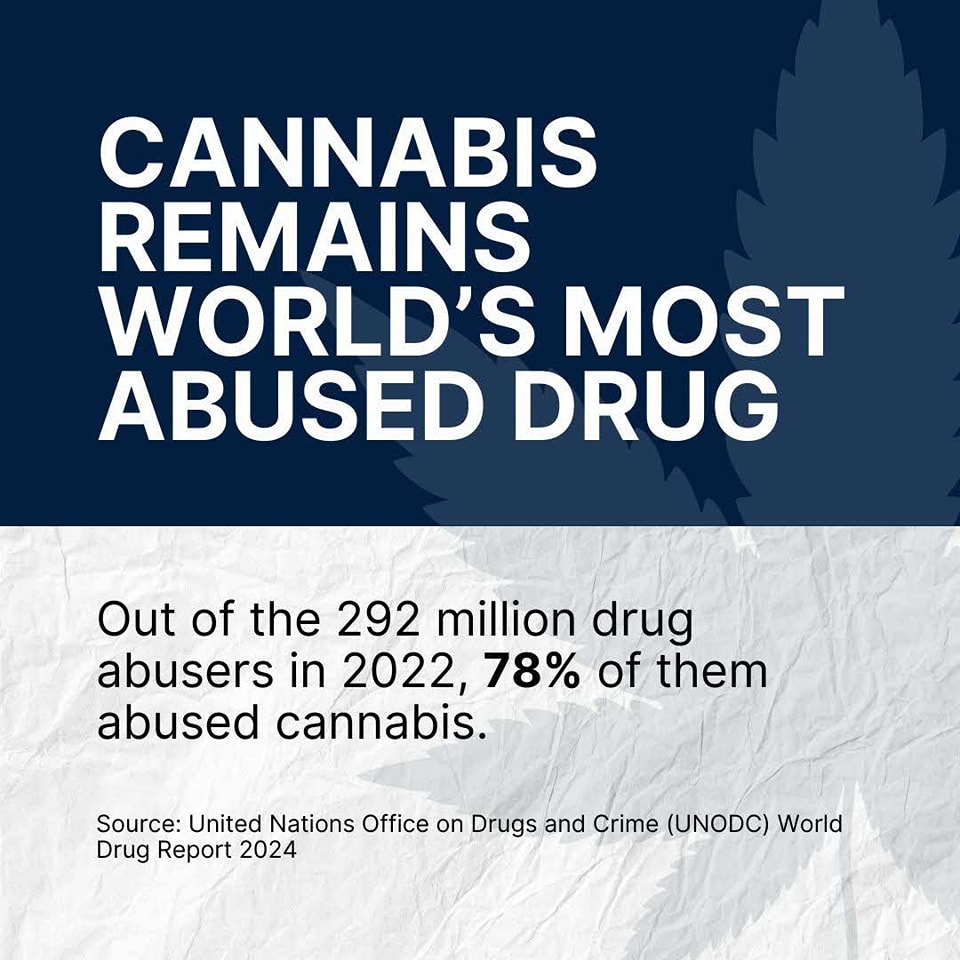 CANNABIS
REMAINS
WORLD’S MOST
ABUSED DRUG
Out of the 292 million drug
abusers in 2022, 78% of them
abused cannabis.
Source: United Nations Office on Drugs and Crime (UNODC) World
Drug Report 2024